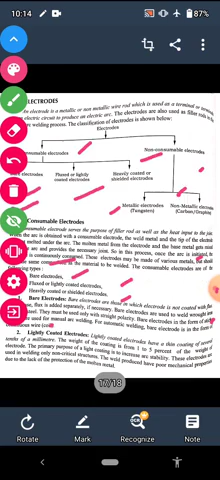 10:14
87%
ELECTRODES
electrode is a metallic or non metallic wire rod which is used as a terminal or
electric circuit to produce an electric arc. The electrodes are also used as filler rods
welding process. The classification of electrodes is shown below:
Electrodes
Consumable electrodes
Non-consumable electrodes
electrodes
Fluxed or lightly
coated electrodes
Heavily coated or
shielded electrodes
Metallic electrodes
(Tungsten)
Non-Metallic electrodes
(Carbon/Graphite)
Consumable Electrodes
consumable electrode serves the purpose of filler rod as well as the heat input to the
When the arc is obtained with a consumable electrode, the weld metal and the tip of the
melted under the arc. The molten metal from the electrode and the base metal gets
arc and provides the necessary joint. So in this process, once the arc is initiated,
is continuously consumed. These electrodes may be made of various metals, but
same the material to be welded. The consumable electrodes are of
following types:
Bare electrodes,
Fluxed or lightly coated electrodes,
Heavily coated or shielded electrodes.
1. Bare Electrodes: Bare electrodes are those in which electrode is not coated with
flux is added separately, if necessary. Bare electrodes are used to weld wrought
steel. They must be used only with straight polarity. Bare electrodes in the form of
are used for manual are welding. For automatic welding, bare electrode is in the form
continuous wire
2. Lightly Coated Electrodes: Lightly coated electrodes have a thin coating of several
tenths of a millimetre. The weight of the coating is from 1 to 5 percent of the weight of
electrode. The primary purpose of a light coating is to increase arc stability. These electrodes
used in welding only non-critical structures. The weld produced have poor mechanical
due to the lack of the protection of the molten metal.
17/18
Rotate
Mark
Recognize
Note